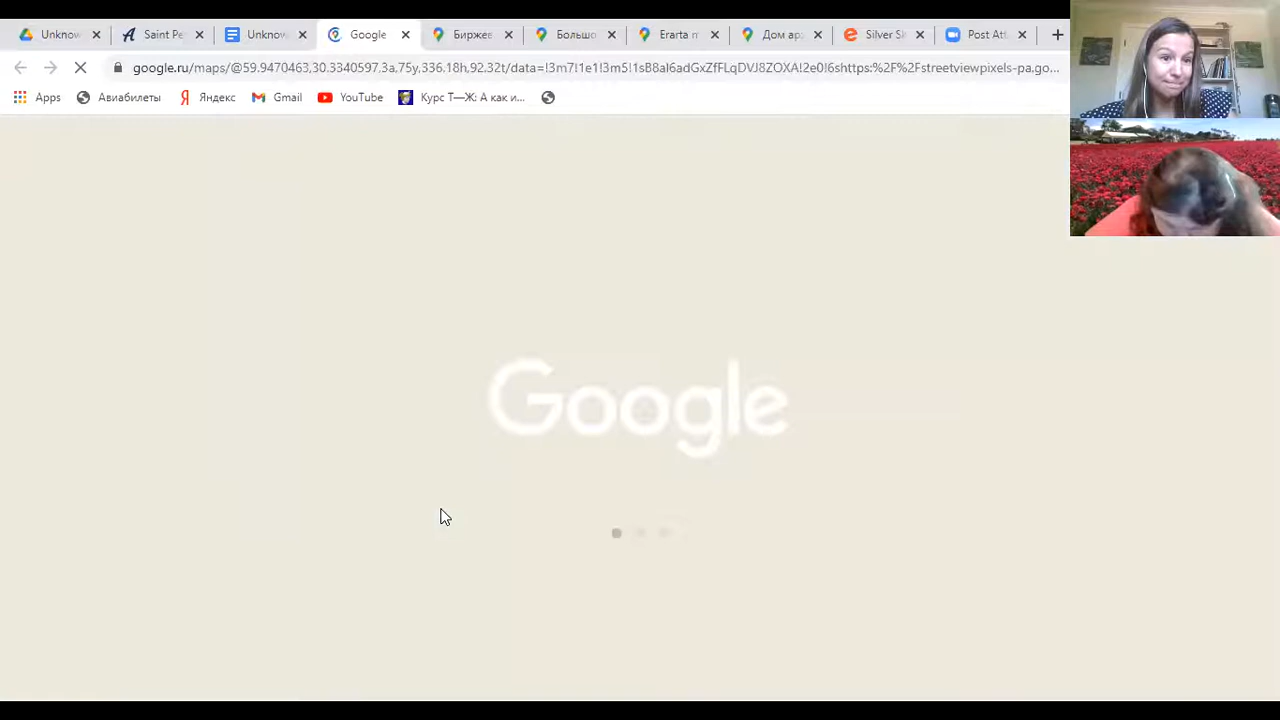 Unknow Saint Pe Unknow Google Бирж Большо Erarta m Дом ар Silver S Post Att
google.ru/maps/@59.9470463,30.3340597,3a,75y,336.18h,92.32t/data=!3m7!1e1!3m5!1sB8al6adGxZfFLqDVJ8ZOXA!2e0!6shttps:%2F%2Fstreetviewpixels-pa.go...
Apps Авиабилеты Яндекс Gmail YouTube Курс Т—Ж: А как и...
Google